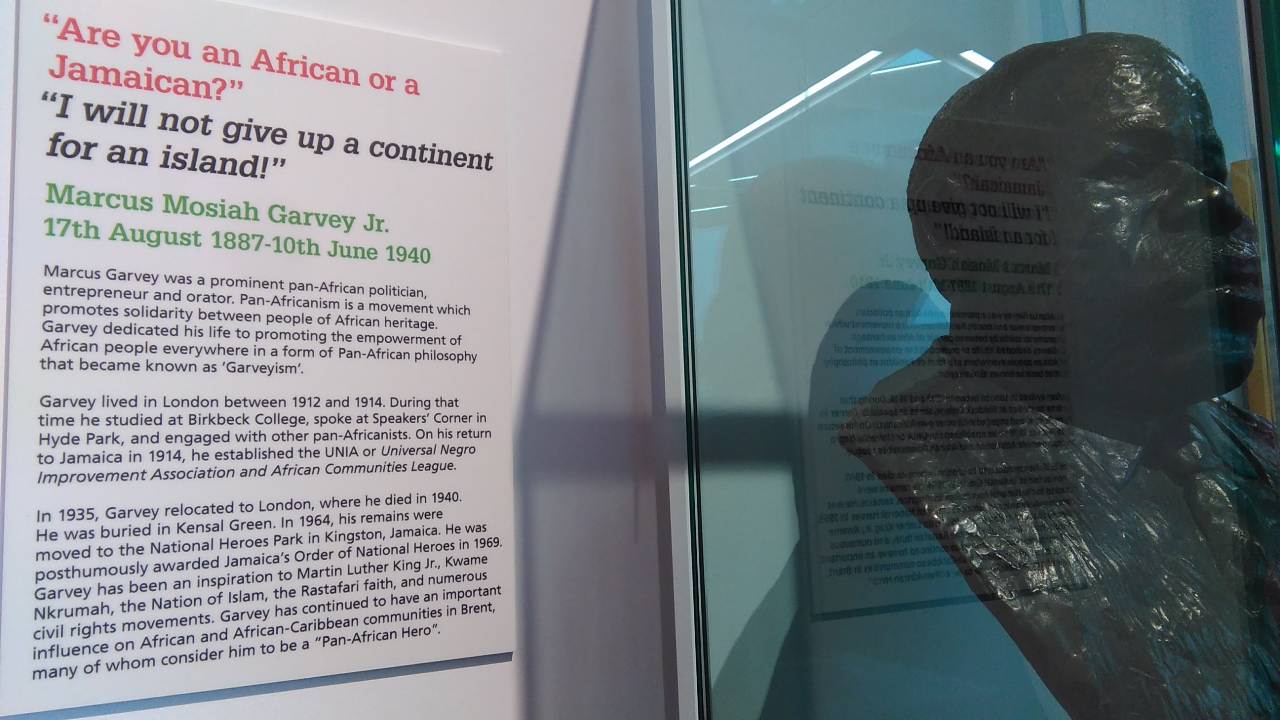 “Are you an African or a
Jamaican?”
“I will not give up a continent
for an island!”
Marcus Mosiah Garvey Jr.
17th August 1887-10th June 1940
Marcus Garvey was a prominent pan-African politician,
entrepreneur and orator. Pan-Africanism is a movement which
promotes solidarity between people of African heritage.
Garvey dedicated his life to promoting the empowerment of
African people everywhere in a form of Pan-African philosophy
that became known as ‘Garveyism’.
Garvey lived in London between 1912 and 1914. During that
time he studied at Birkbeck College, spoke at Speakers’ Corner in
Hyde Park, and engaged with other pan-Africanists. On his return
to Jamaica in 1914, he established the UNIA or Universal Negro
Improvement Association and African Communities League.
In 1935, Garvey relocated to London, where he died in 1940.
He was buried in Kensal Green. In 1964, his remains were
moved to the National Heroes Park in Kingston, Jamaica. He was
posthumously awarded Jamaica’s Order of National Heroes in 1969.
Garvey has been an inspiration to Martin Luther King Jr., Kwame
Nkrumah, the Nation of Islam, the Rastafari faith, and numerous
civil rights movements. Garvey has continued to have an important
influence on African and African-Caribbean communities in Brent,
many of whom consider him to be a “Pan-African Hero”.